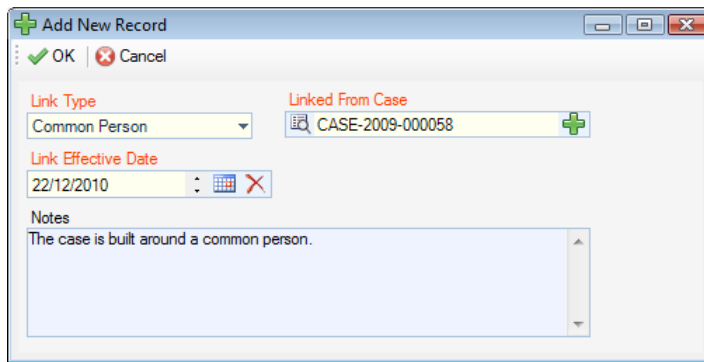 Add New Record
OK Cancel
Link Type Linked From Case
Common Person CASE-2009-000058
Link Effective Date
22/12/2010
Notes
The case is built around a common person.